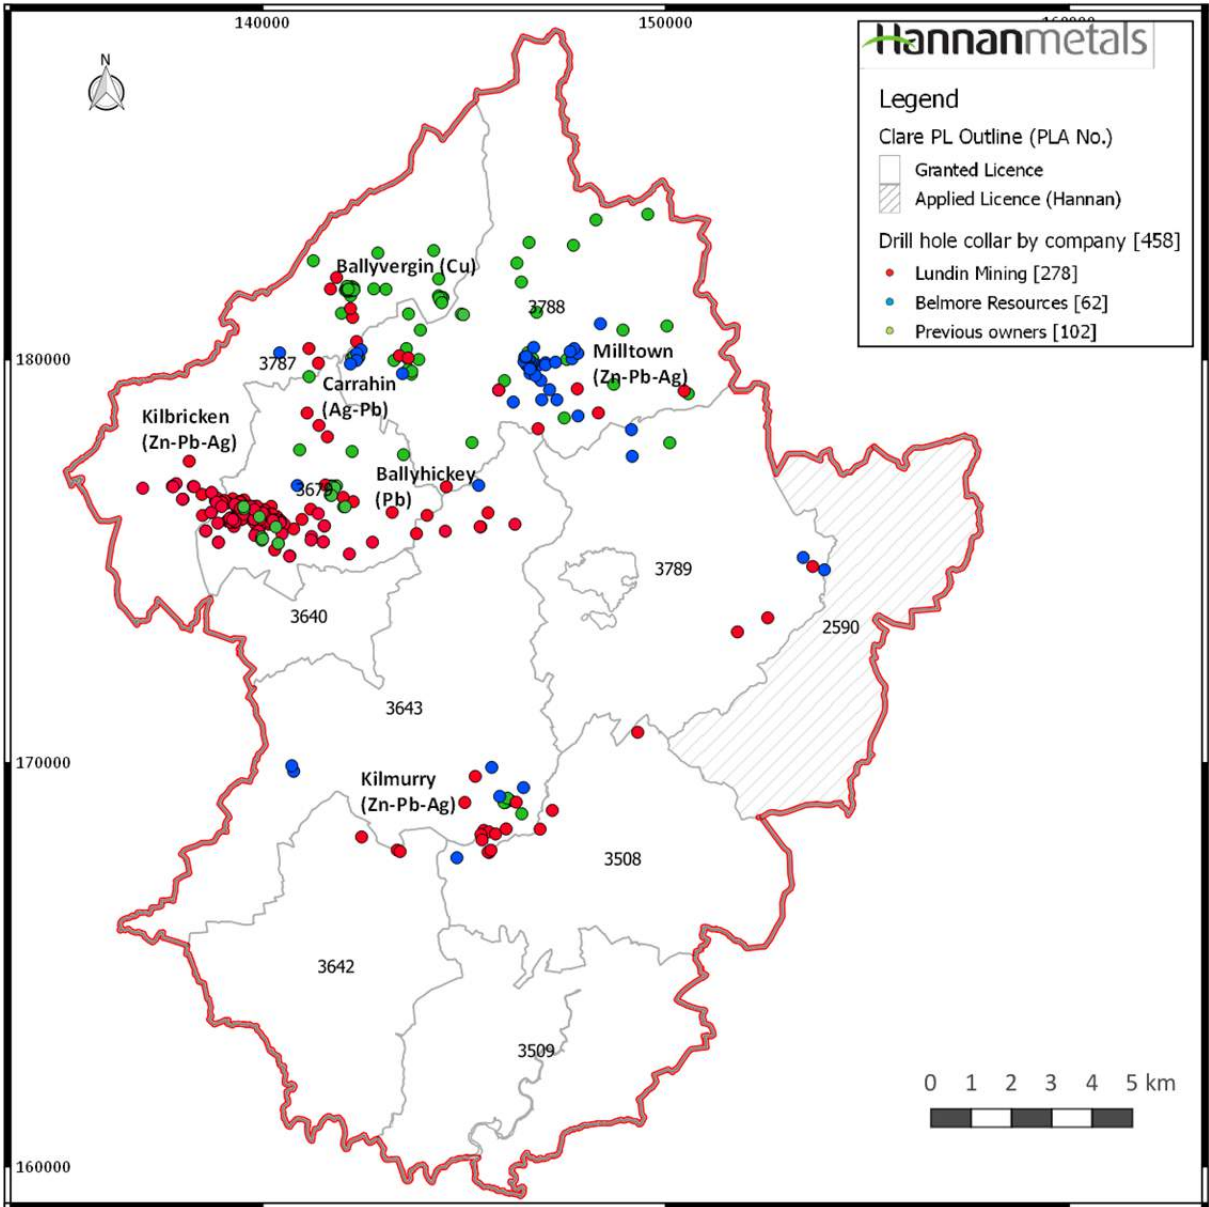 140000
150000
160000
N
Hannanmetals
Legend
Clare PL Outline (PLA No.)
Granted Licence
Applied Licence (Hannan)
Drill hole collar by company [458]
Lundin Mining [278]
Belmore Resources [62]
Previous owners [102]
Ballyvergin (Cu)
3788
180000
3787
Milltown
(Zn-Pb-Ag)
Carrahin
(Ag-Pb)
Kilbricken
(Zn-Pb-Ag)
Ballyhickey
(Pb)
3679
3789
3640
2590
3643
170000
Kilmurry
(Zn-Pb-Ag)
3508
3642
3509
0 1 2 3 4 5 km
160000